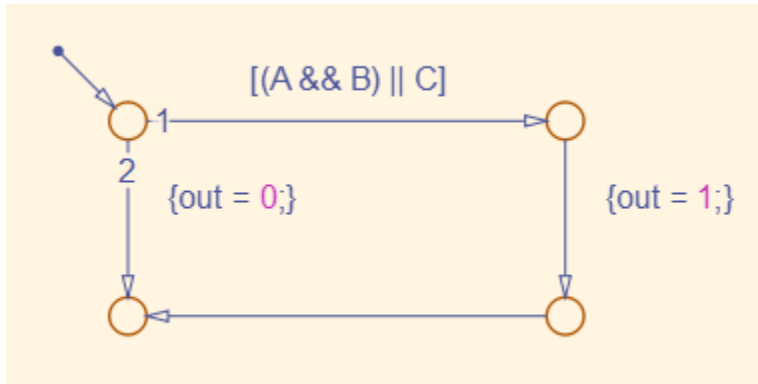 [(A && B) || C]
1
2
{out = 0;}
{out = 1;}